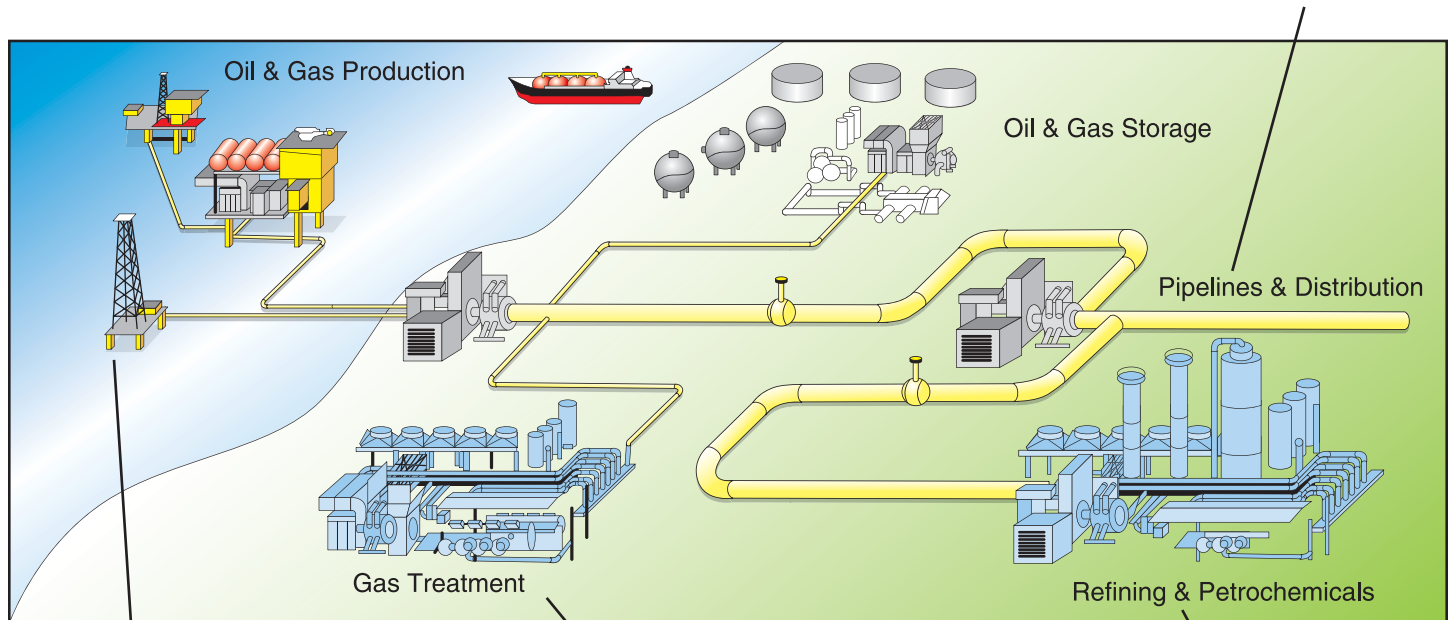 Oil & Gas Production
Oil & Gas Storage
Pipelines & Distribution
Gas Treatment
Refining & Petrochemicals